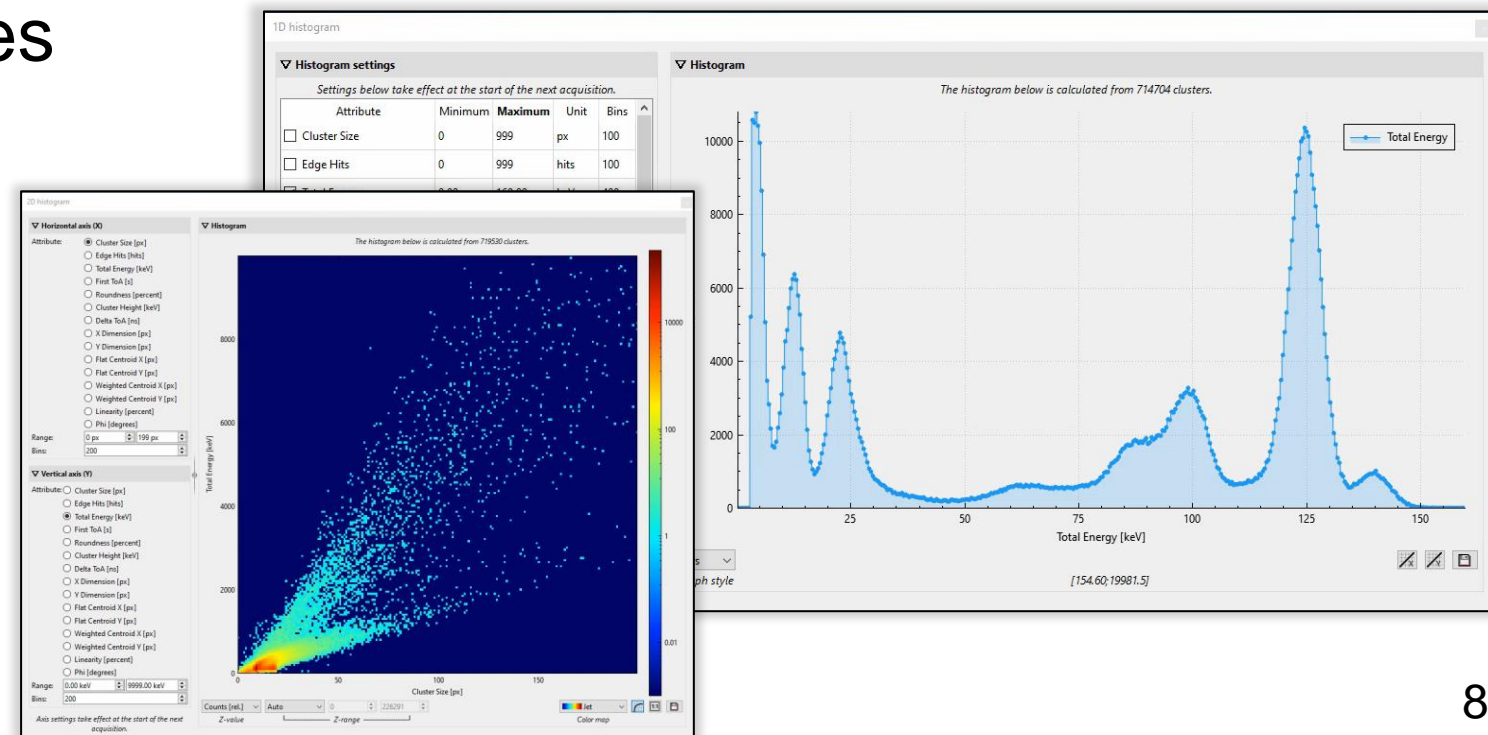 es
1D histogram
Histogram settings
Settings below take effect at the start of the next acquisition.
Attribute Minimum Maximum Unit Bins
Cluster Size 0 999 px 100
Edge Hits 0 999 hits 100
Histogram
The histogram below is calculated from 714704 clusters.
Total Energy
10000
8000
6000
4000
2000
0
25 50 75 100 125 150
Total Energy [keV]
ph style
[154.60;19981.5]
2D histogram
Horizontal axis (X)
Attribute: Cluster Size [px]
Edge Hits [hits]
Total Energy [keV]
First ToA [s]
Roundness [percent]
Cluster Height [keV]
Delta ToA [ns]
X Dimension [px]
Y Dimension [px]
Flat Centroid X [px]
Flat Centroid Y [px]
Weighted Centroid X [px]
Weighted Centroid Y [px]
Linearity [percent]
Phi [degrees]
Range: 0 px 199 px
Bins: 200
Vertical axis (Y)
Attribute: Cluster Size [px]
Edge Hits [hits]
Total Energy [keV]
First ToA [s]
Roundness [percent]
Cluster Height [keV]
Delta ToA [ns]
X Dimension [px]
Y Dimension [px]
Flat Centroid X [px]
Flat Centroid Y [px]
Weighted Centroid X [px]
Weighted Centroid Y [px]
Linearity [percent]
Phi [degrees]
Range: 0.00 keV 9999.00 keV
Bins: 200
Axis settings take effect at the start of the next
acquisition.
Histogram
The histogram below is calculated from 719530 clusters.
Total Energy [keV]
8000
6000
4000
2000
0
0 50 100 150
Cluster Size [px]
10000
100
1
0.01
Counts [rel.] Auto 0 226291 Jet
Z-value Z-range Color map
8